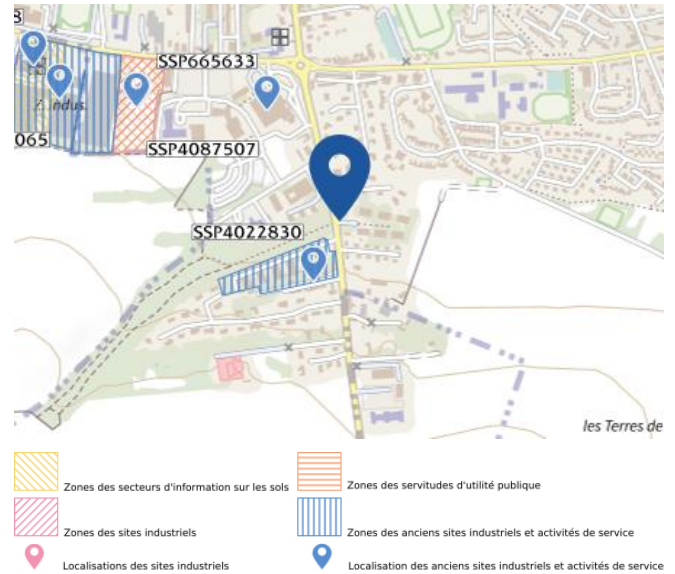 8
SSP665633
Indus.
065
SSP4087507
SSP4022830
les Terres de
Zones des secteurs d'information sur les sols
Zones des servitudes d'utilité publique
Zones des sites industriels
Zones des anciens sites industriels et activités de service
Localisations des sites industriels
Localisation des anciens sites industriels et activités de service